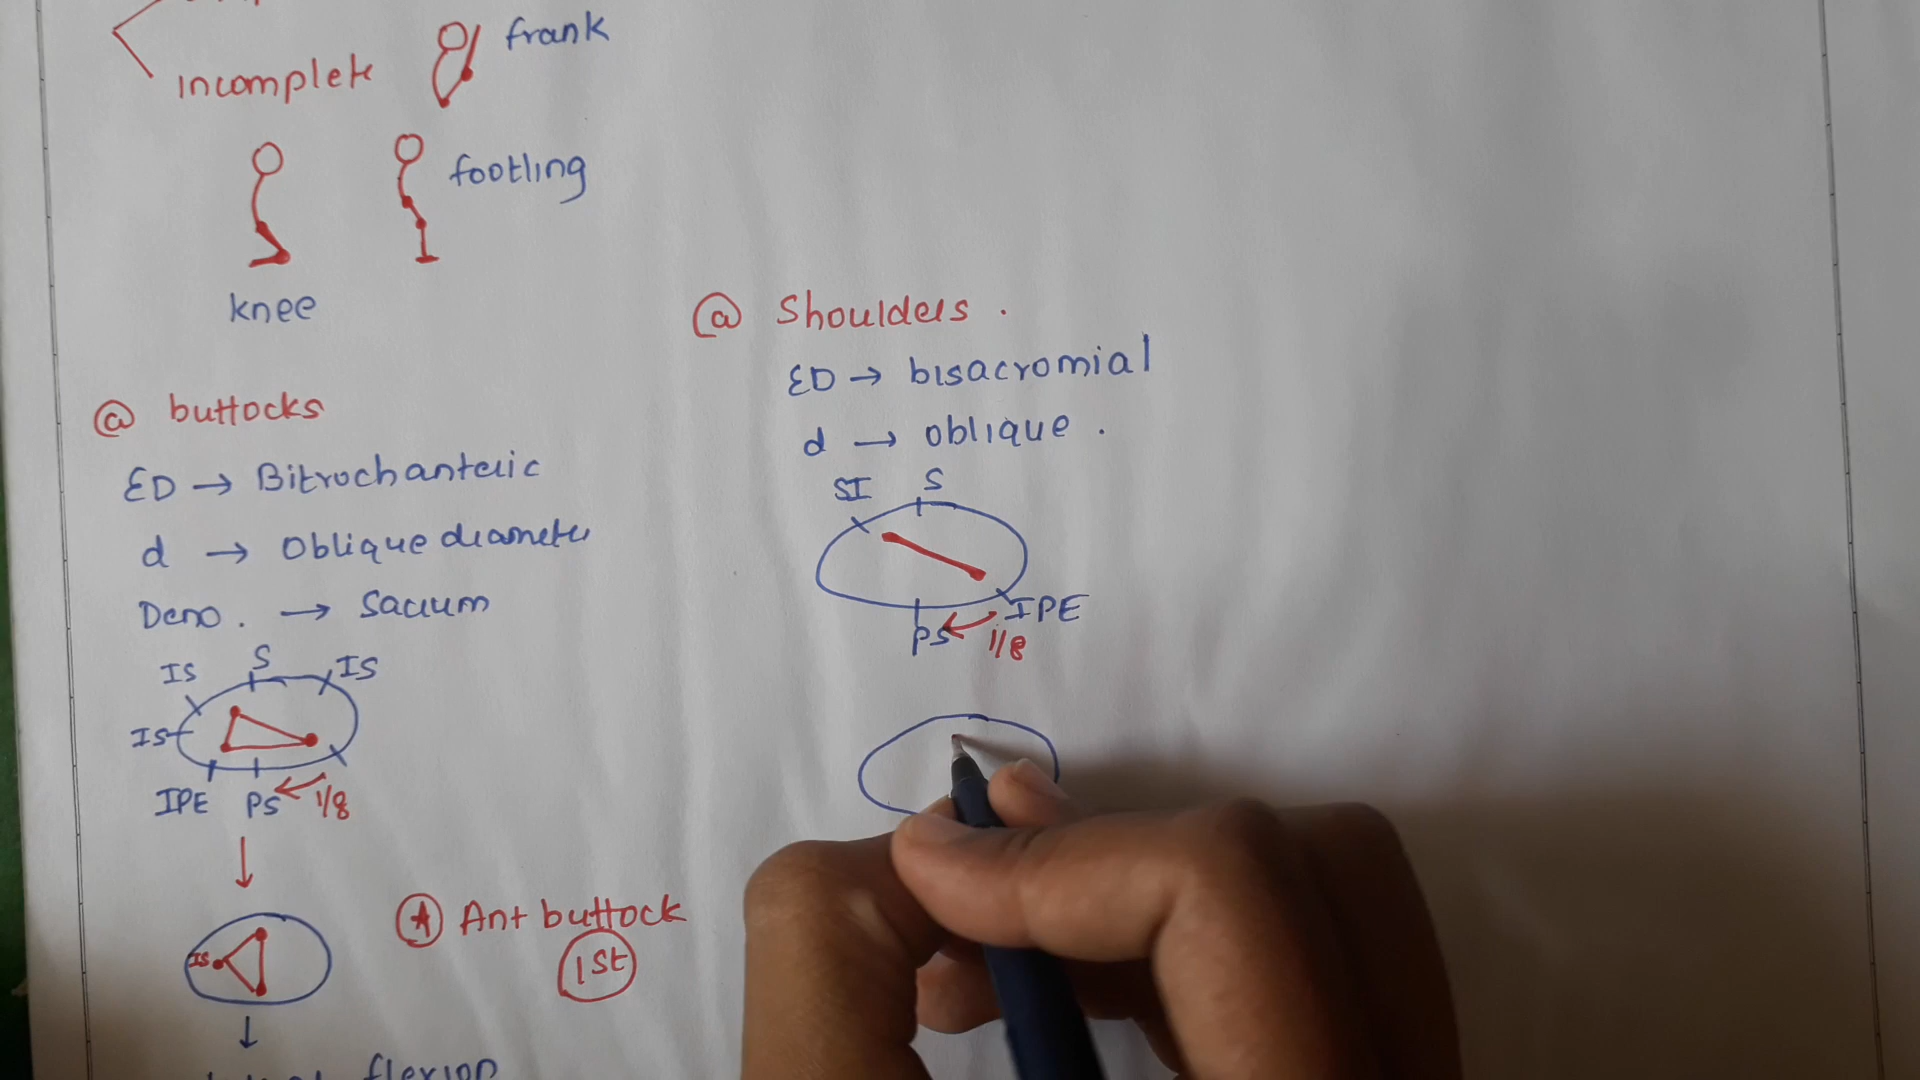 frank
incomplete
footling
knee
@ buttocks
ED → Bitrochanteric
d → Oblique diameter
Deno. → Sacrum
IS S IS
IS
IPE PS 1/8
IS
Ant buttock
1st
flexion
@ Shoulders.
ED → bisacromial
d → oblique.
SI S
IPE
PS 1/8